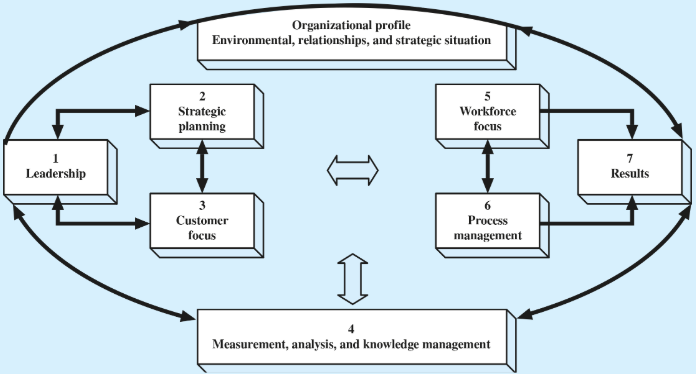 Organizational profile
Environmental, relationships, and strategic situation
2
Strategic
planning
5
Workforce
focus
1
Leadership
7
Results
3
Customer
focus
6
Process
management
4
Measurement, analysis, and knowledge management